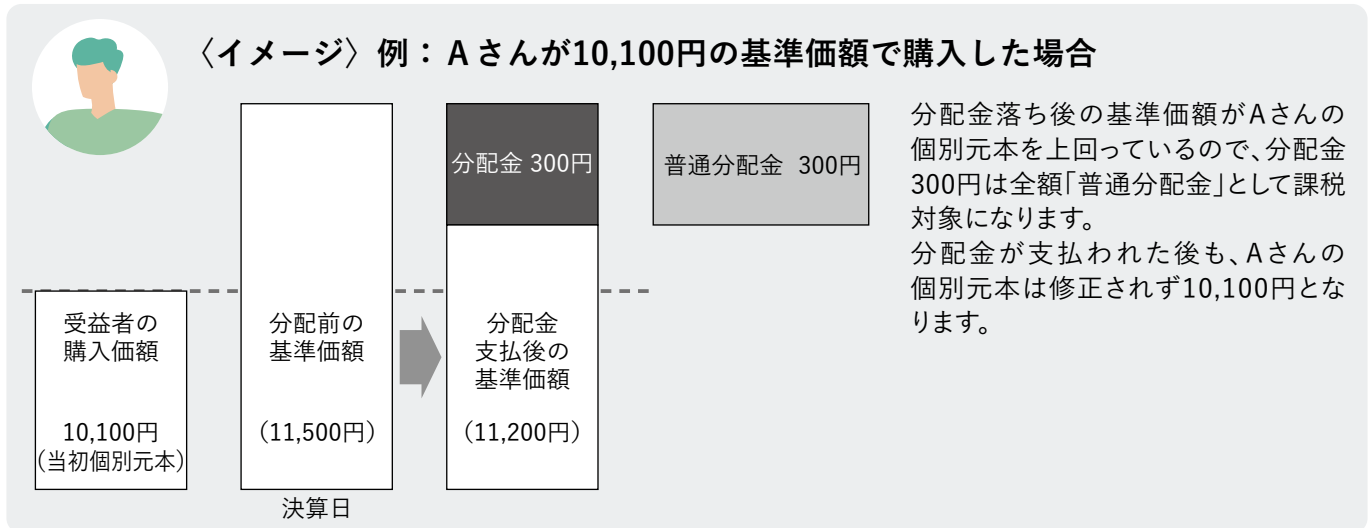 〈イメージ〉例：Aさんが10,100円の基準価額で購入した場合
受益者の
購入価額
10,100円
（当初個別元本）
分配前の
基準価額
（11,500円）
決算日
分配金 300円
分配金
支払後の
基準価額
（11,200円）
普通分配金 300円
分配金落ち後の基準価額がAさんの
個別元本を上回っているので、分配金
300円は全額「普通分配金」として課税
対象になります。
分配金が支払われた後も、Aさんの
個別元本は修正されず10,100円とな
ります。